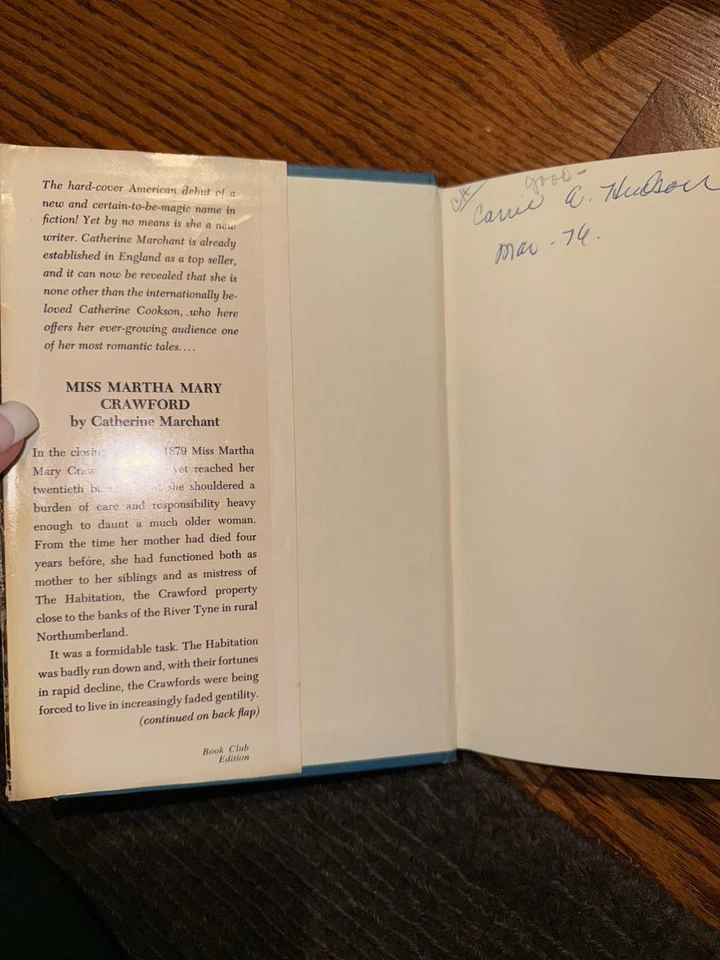 The hard-cover American debut of a
new and certain-to-be-magic name in
fiction! Yet by no means is she a new
writer. Catherine Marchant is already
established in England as a top seller,
and it can now be revealed that she is
none other than the internationally be-
loved Catherine Cookson, who here
offers her ever-growing audience one
of her most romantic tales....
MISS MARTHA MARY
CRAWFORD
by Catherine Marchant
In the closing 1879 Miss Martha
Mary yet reached her
twentieth she shouldered a
burden of care and responsibility heavy
enough to daunt a much older woman.
From the time her mother had died four
years before, she had functioned both as
mother to her siblings and as mistress of
The Habitation, the Crawford property
close to the banks of the River Tyne in rural
Northumberland.
It was a formidable task. The Habitation
was badly run down and, with their fortunes
in rapid decline, the Crawfords were being
forced to live in increasingly faded gentility.
(continued on back flap)
Book Club
Edition
good-
Carrie A. Hudson
Mar - 76.